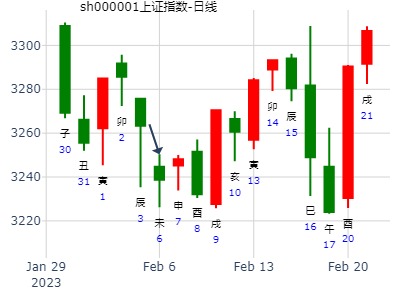 sh000001上证指数-日线
3300
3280
3260
3240
3220
子
30
丑
31
寅
1
卯
2
辰
3
未
6
申
7
酉
8
戌
9
亥
10
寅
13
卯
14
辰
15
巳
16
午
17
酉
20
戌
21
Jan 29
2023
Feb 6
Feb 13
Feb 20